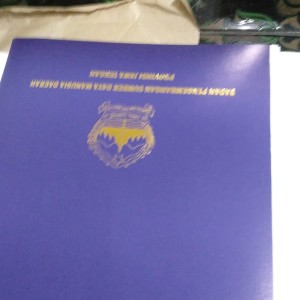 BADAN PENGEMBANGAN SUMBER DAYA MANUSIA DAERAH
PROVINSI JAWA TENGAH